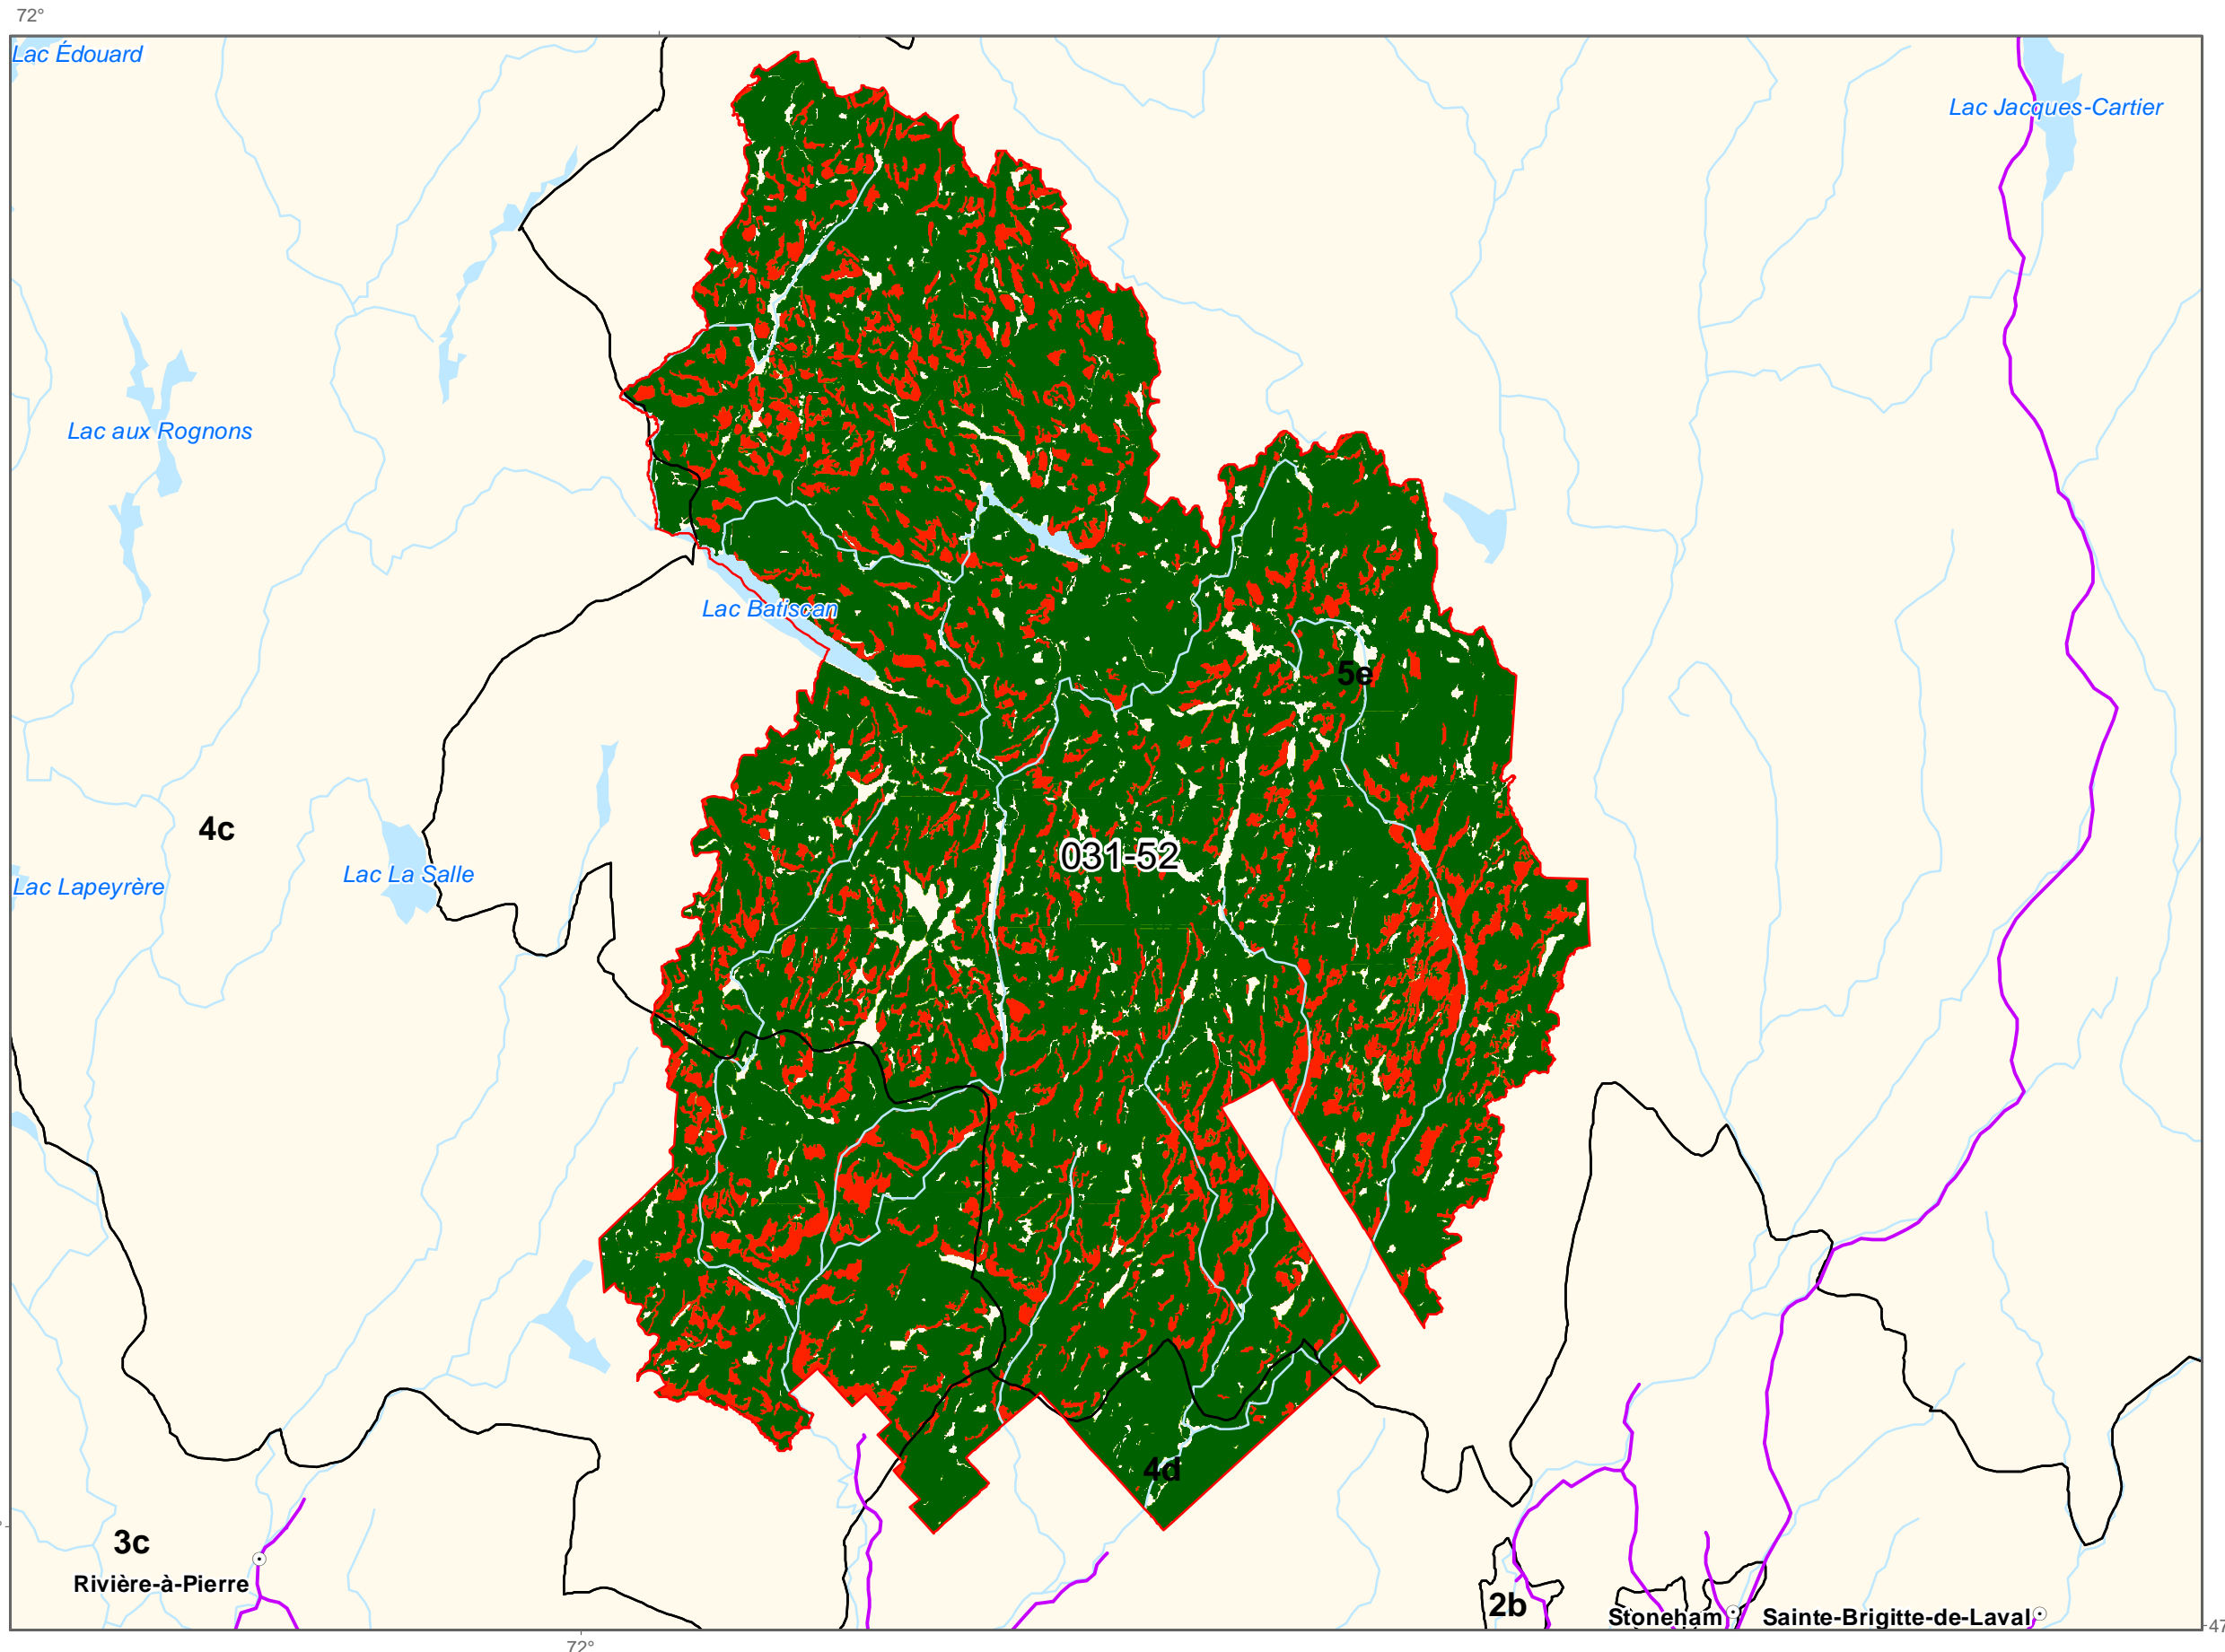 72°
Lac Édouard
Lac Jacques-Cartier
Lac aux Rognons
Lac Batiscan
5e
4c
031-52
Lac La Salle
Lac Lapeyrère
4d
3c
Rivière-à-Pierre
2b
Stoneham
Sainte-Brigitte-de-Laval
47
72°